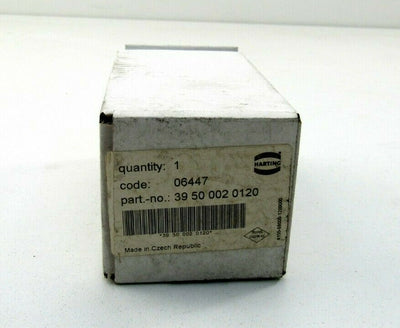 quantity: 1
HARTING
code: 06447
part.-no.: 39 50 002 0120
*39 50 002 0120*
Made in Czech Republic